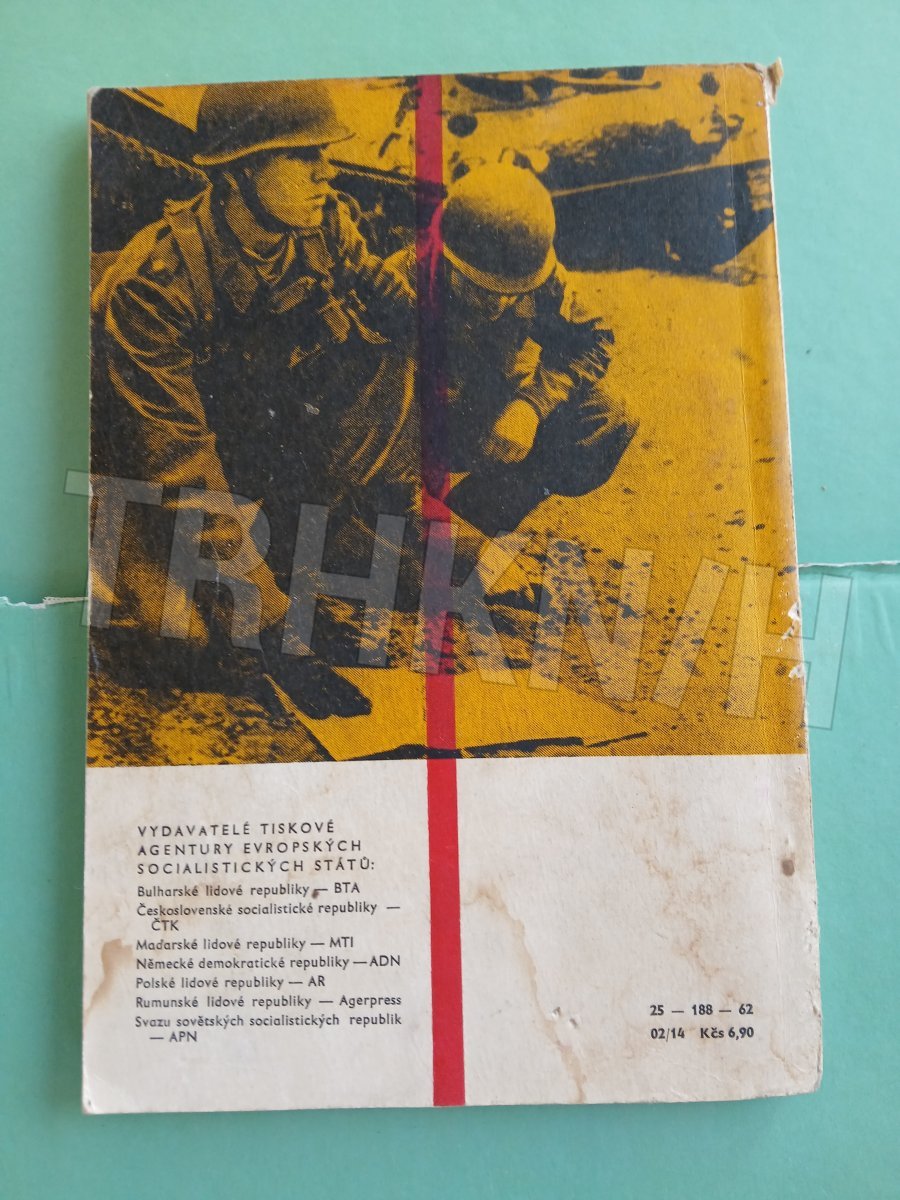 TRHKNIH
VYDAVATELÉ TISKOVÉ
AGENTURY EVROPSKÝCH
SOCIALISTICKÝCH STÁTŮ:
Bulharské lidové republiky — BTA
Československé socialistické republiky —
ČTK
Maďarské lidové republiky — MTI
Německé demokratické republiky — ADN
Polské lidové republiky — AR
Rumunské lidové republiky — Agerpress
Svazu sovětských socialistických republik
— APN
25 — 188 — 62
02/14 Kčs 6,90